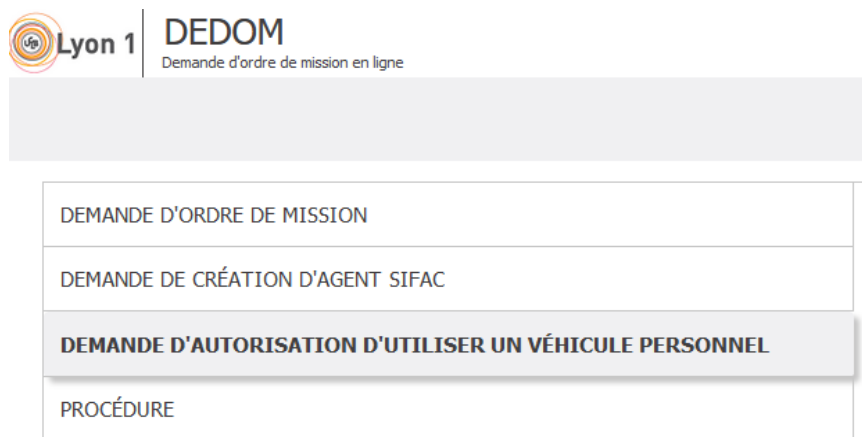 Lyon 1
DEDOM
Demande d'ordre de mission en ligne
DEMANDE D'ORDRE DE MISSION
DEMANDE DE CRÉATION D'AGENT SIFAC
DEMANDE D'AUTORISATION D'UTILISER UN VÉHICULE PERSONNEL
PROCÉDURE